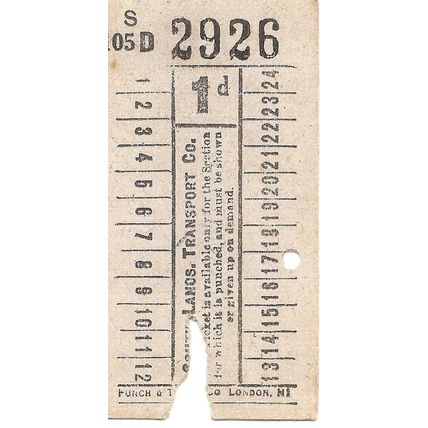 S
05 D 2926
1d
1 2 3 4 5 6 7 8 9 10 11 12
LANCS. TRANSPORT CO.
icket is available only for the Section
for which it is punched, and must be shown
or given up on demand.
24 23 22 21 20 19 18 17 16 15 14 13
PUNCH & T CO LONDON, N1